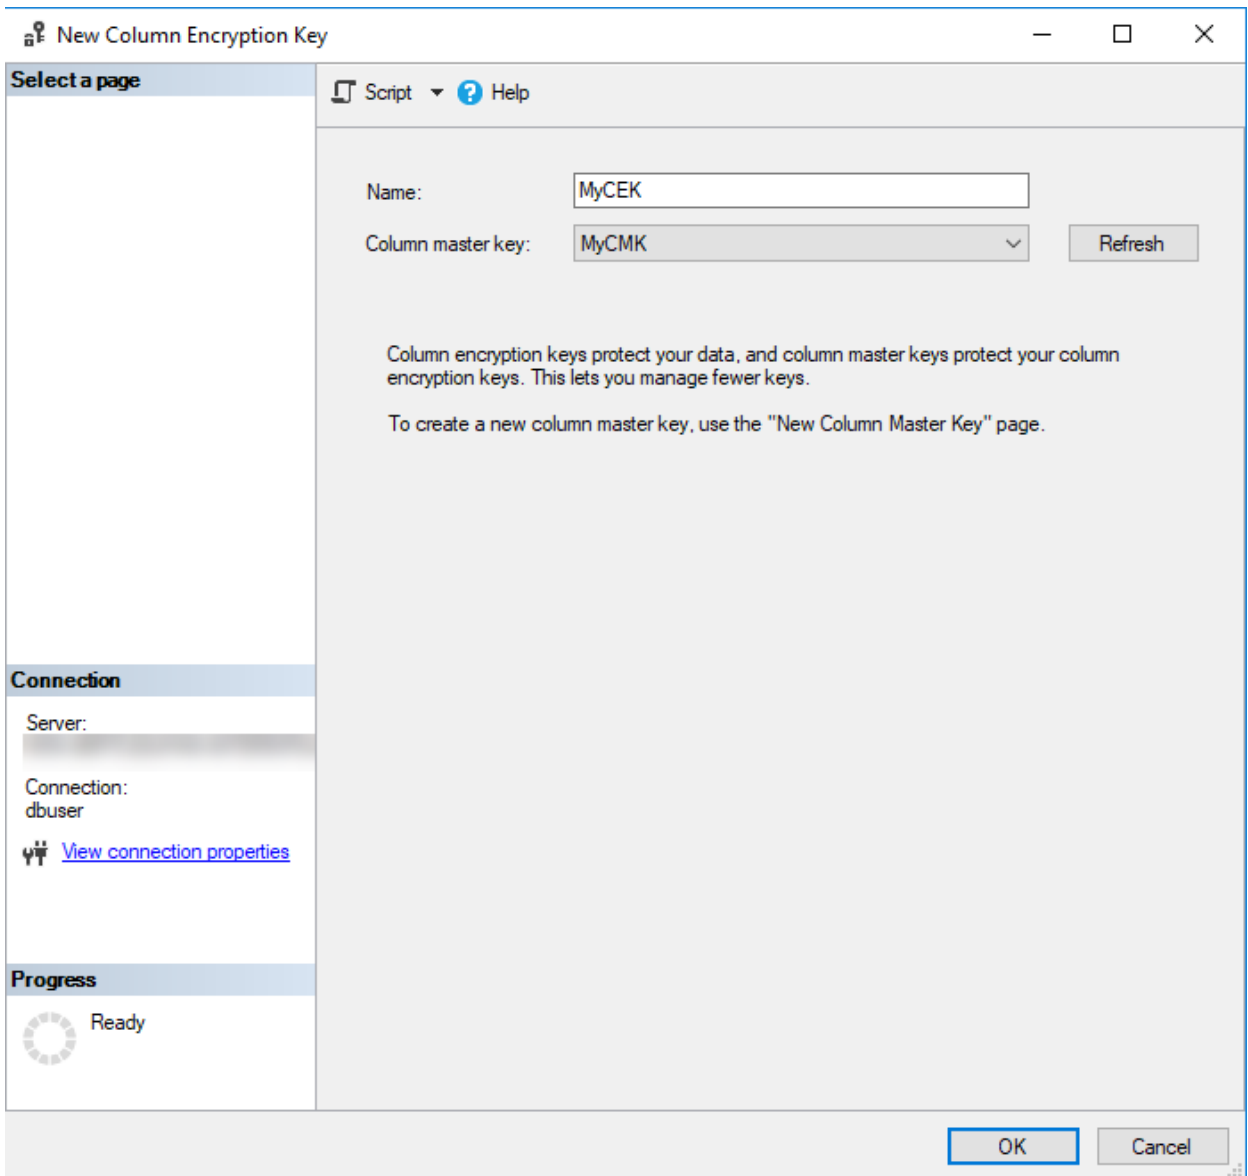 New Column Encryption Key
Select a page
Script Help
Name: MyCEK
Column master key: MyCMK Refresh
Column encryption keys protect your data, and column master keys protect your column
encryption keys. This lets you manage fewer keys.
To create a new column master key, use the "New Column Master Key" page.
Connection
Server:
Connection:
dbuser
View connection properties
Progress
Ready
OK Cancel